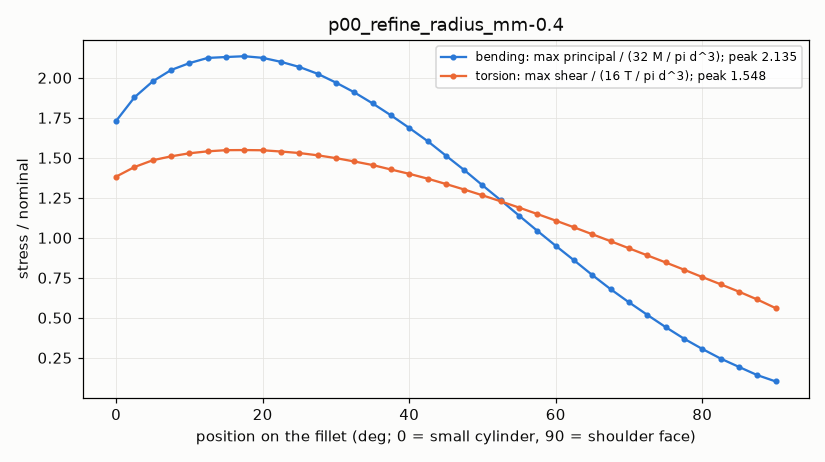 p00_refine_radius_mm-0.4
bending: max principal / (32 M / pi d^3); peak 2.135
torsion: max shear / (16 T / pi d^3); peak 1.548
stress / nominal
2.00
1.75
1.50
1.25
1.00
0.75
0.50
0.25
0 20 40 60 80
position on the fillet (deg; 0 = small cylinder, 90 = shoulder face)